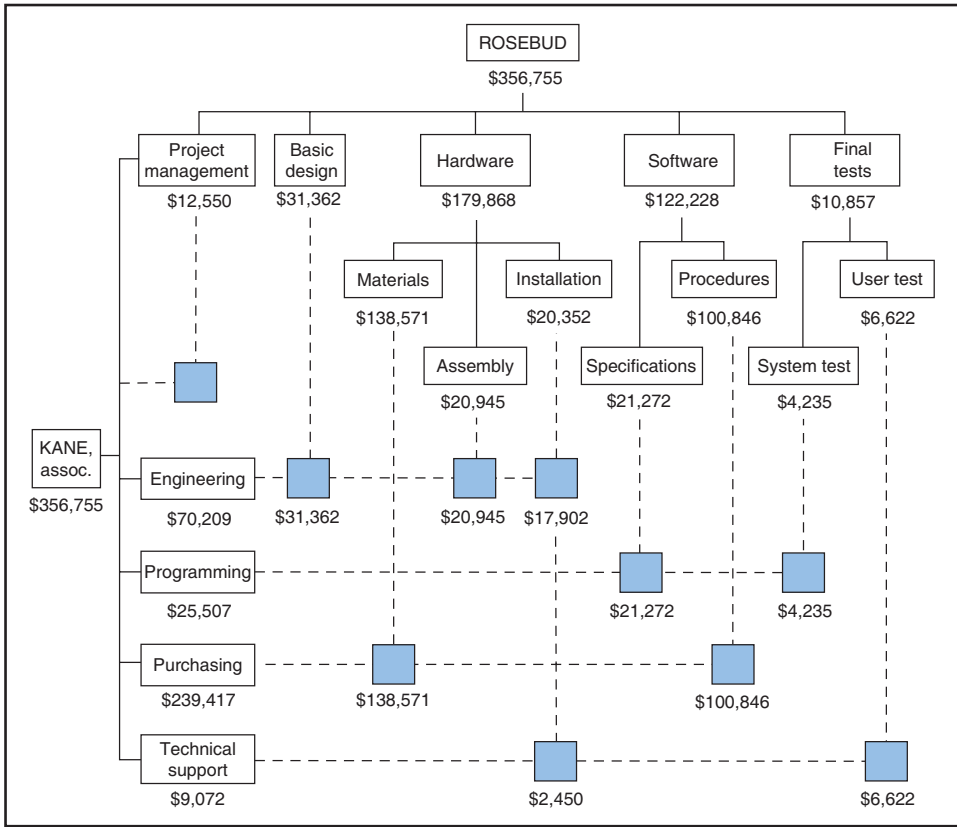 ROSEBUD
$356,755
Project
management
$12,550
Basic
design
$31,362
Hardware
$179,868
Software
$122,228
Final
tests
$10,857
Materials
$138,571
Installation
$20,352
Procedures
$100,846
User test
$6,622
Assembly
$20,945
Specifications
$21,272
System test
$4,235
KANE,
assoc.
$356,755
Engineering
$70,209
$31,362
$20,945
$17,902
Programming
$25,507
$21,272
$4,235
Purchasing
$239,417
$138,571
$100,846
Technical
support
$9,072
$2,450
$6,622